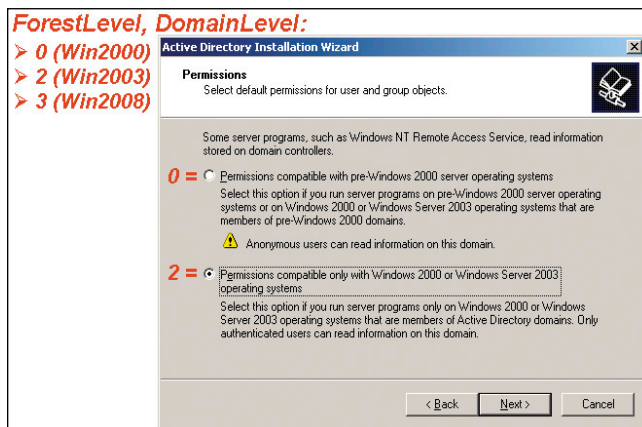 ForestLevel, DomainLevel:
➢ 0 (Win2000)
➢ 2 (Win2003)
➢ 3 (Win2008)
Active Directory Installation Wizard
Permissions
Select default permissions for user and group objects.
Some server programs, such as Windows NT Remote Access Service, read information
stored on domain controllers.
0 = Permissions compatible with pre-Windows 2000 server operating systems
Select this option if you run server programs on pre-Windows 2000 server operating
systems or on Windows 2000 or Windows Server 2003 operating systems that are
members of pre-Windows 2000 domains.
Anonymous users can read information on this domain.
2 = Permissions compatible only with Windows 2000 or Windows Server 2003
operating systems
Select this option if you run server programs only on Windows 2000 or Windows
Server 2003 operating systems that are members of Active Directory domains. Only
authenticated users can read information on this domain.
< Back
Next >
Cancel